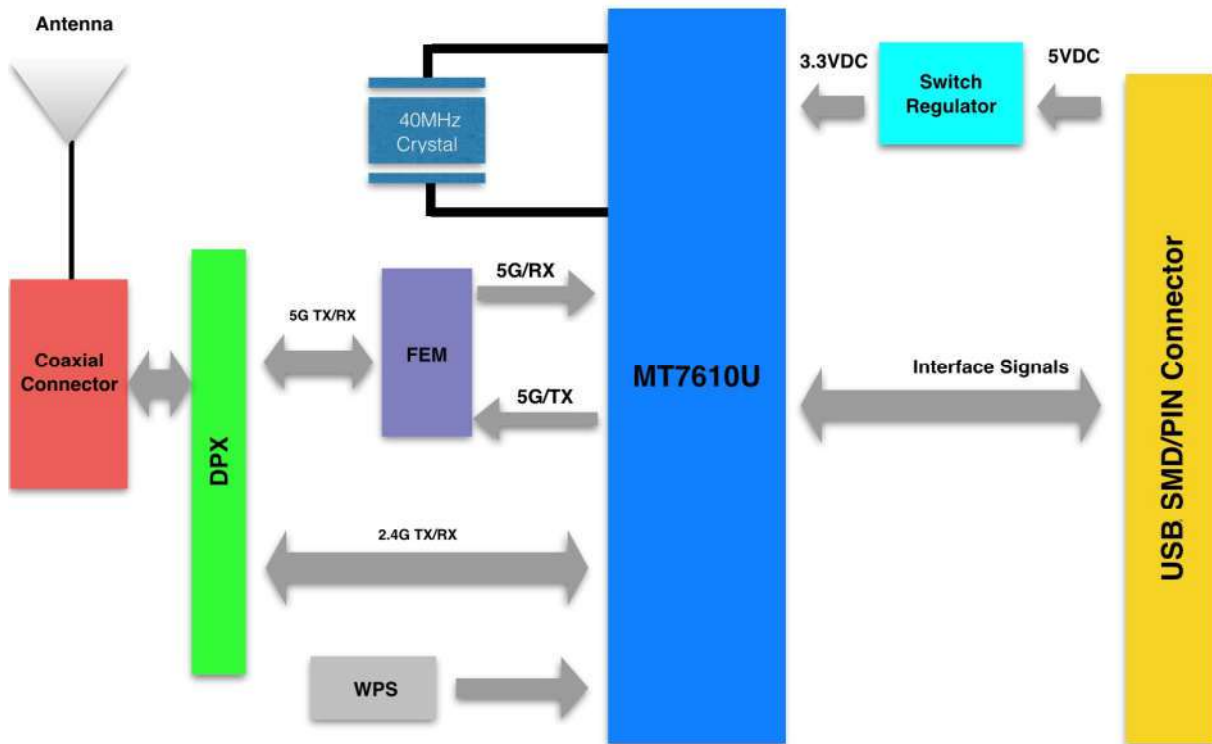 Antenna
40MHz
Crystal
3.3VDC
Switch
Regulator
5VDC
5G/RX
5G TX/RX
FEM
5G/TX
Coaxial
Connector
DPX
MT7610U
Interface Signals
USB SMD/PIN Connector
2.4G TX/RX
WPS